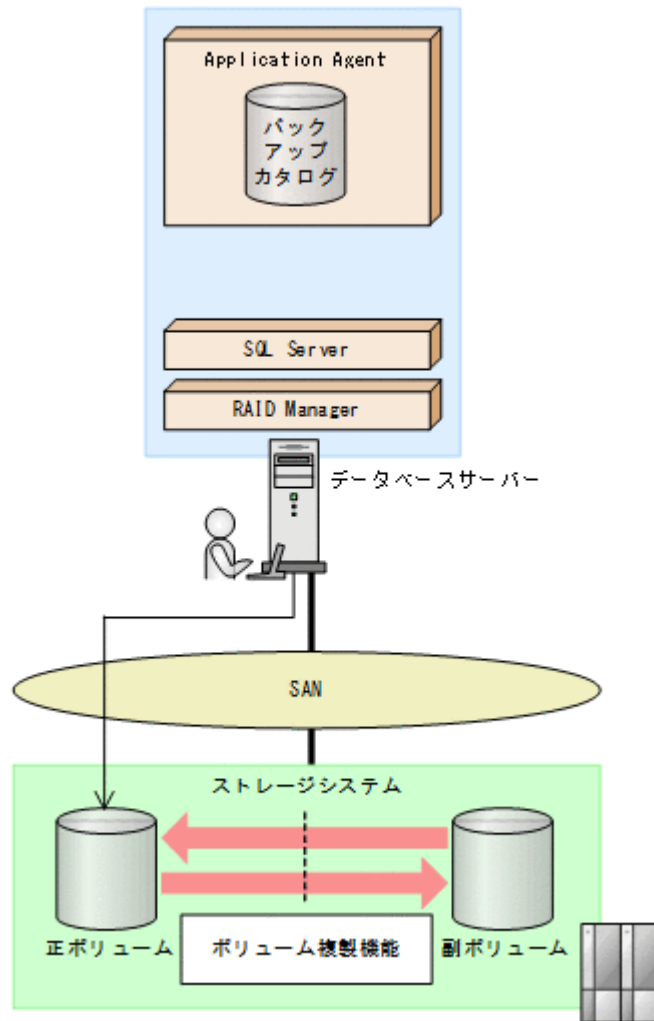 Application Agent
バック
アップ
カタログ
SQL Server
RAID Manager
データベースサーバー
SAN
ストレージシステム
正ボリューム
ボリューム複製機能
副ボリューム